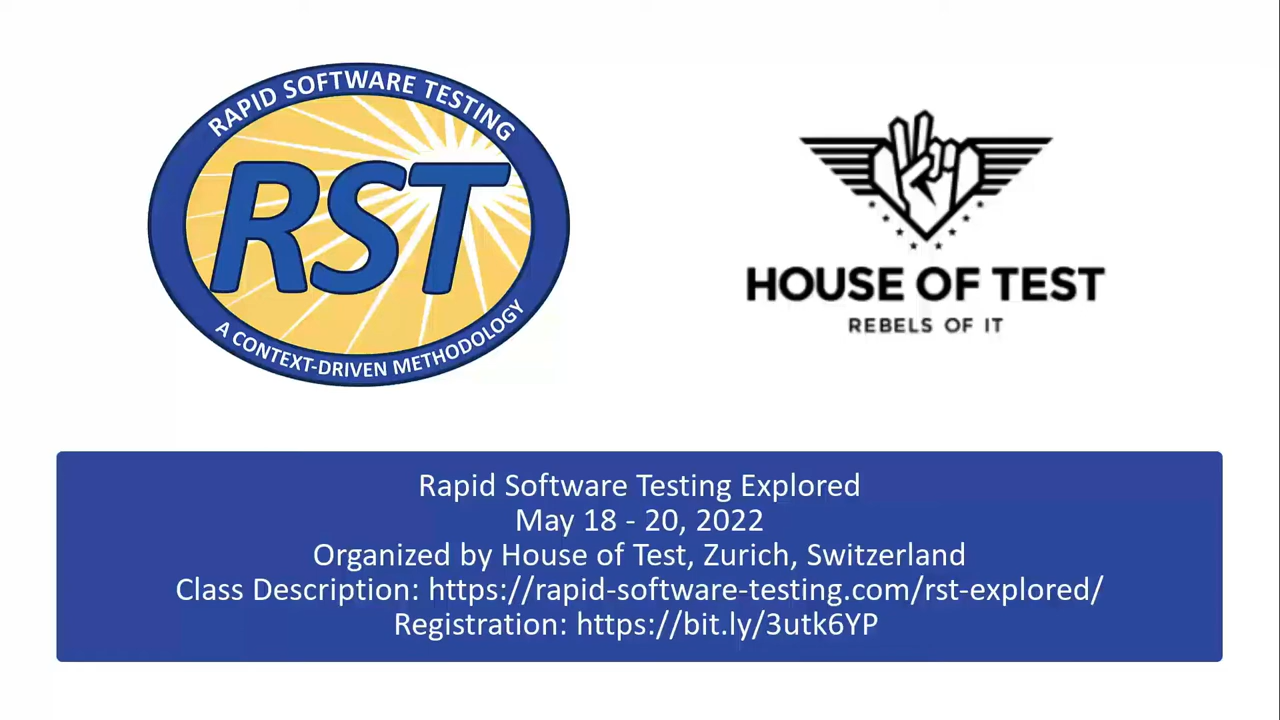 RAPID SOFTWARE TESTING
RST
A CONTEXT-DRIVEN METHODOLOGY
HOUSE OF TEST
REBELS OF IT
Rapid Software Testing Explored
May 18 - 20, 2022
Organized by House of Test, Zurich, Switzerland
Class Description: https://rapid-software-testing.com/rst-explored/
Registration: https://bit.ly/3utk6YP